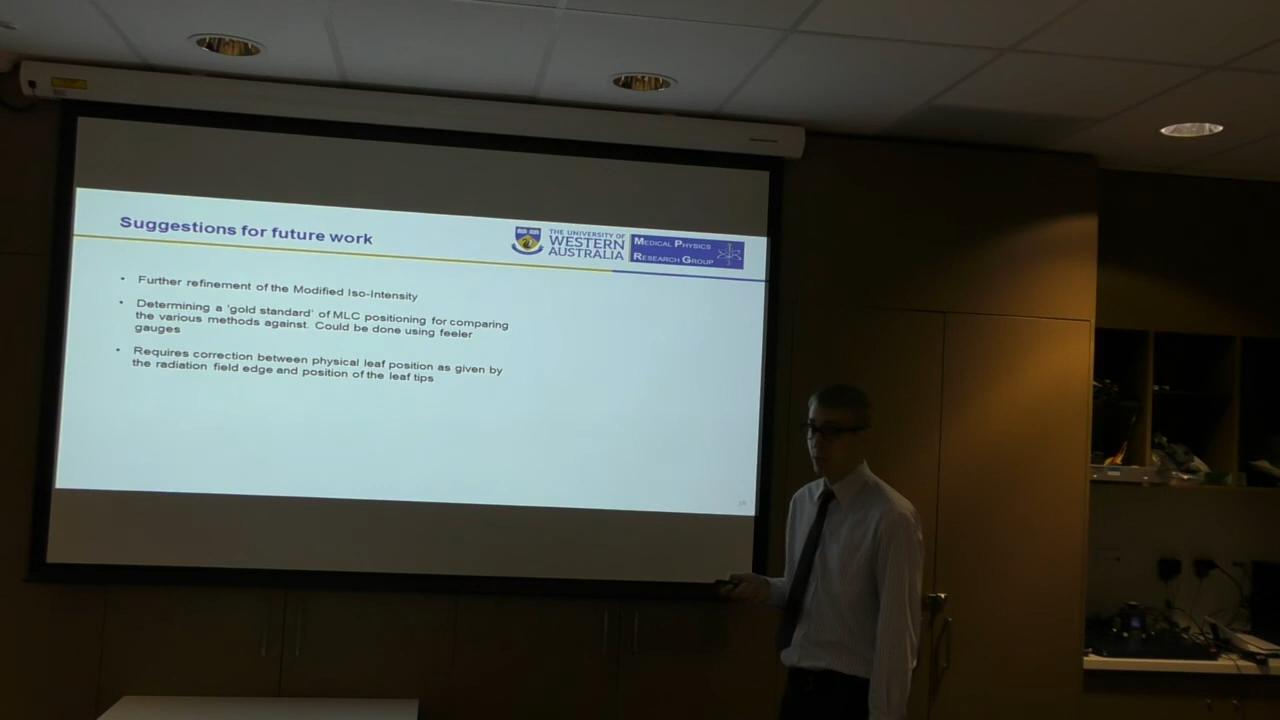 Suggestions for future work
THE UNIVERSITY OF
WESTERN
AUSTRALIA
MEDICAL PHYSICS
RESEARCH GROUP
• Further refinement of the Modified Iso-Intensity
• Determining a 'gold standard' of MLC positioning for comparing
the various methods against. Could be done using feeler
gauges
• Requires correction between physical leaf position as given by
the radiation field edge and position of the leaf tips